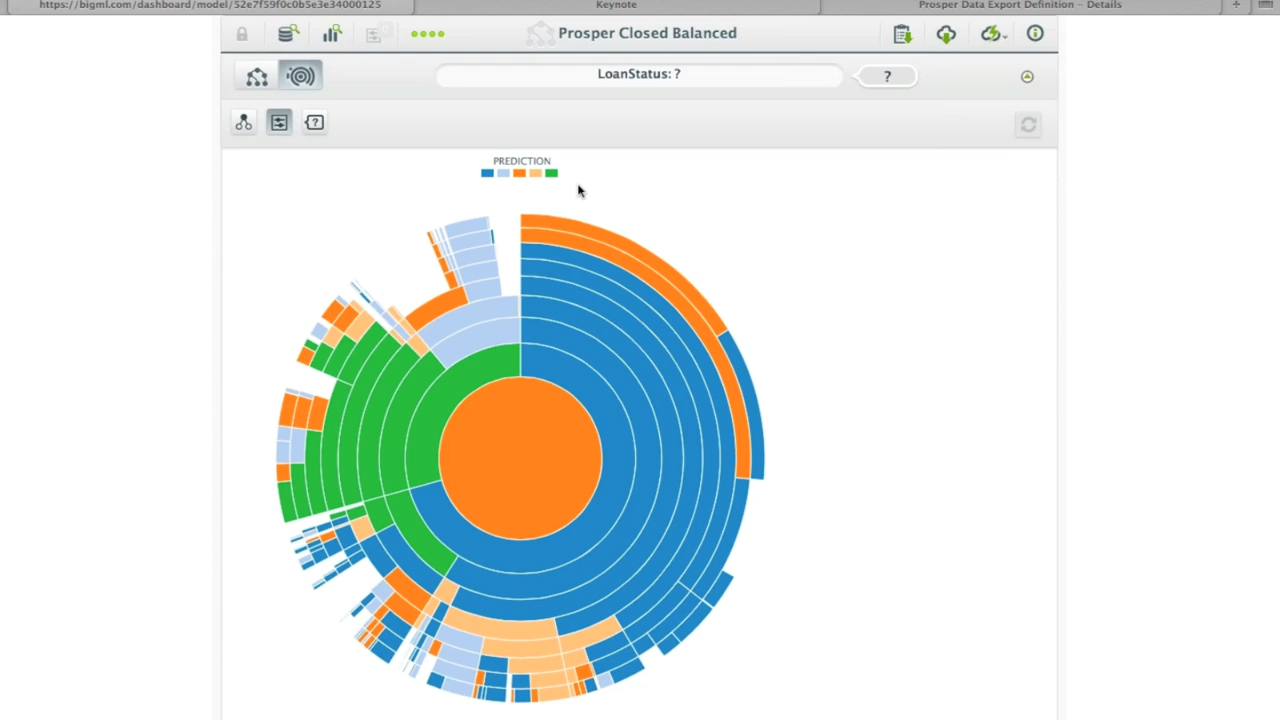 https://bigml.com/dashboard/model/52e7f59f0c0b5e3e34000125
Keynote
Prosper Data Export Definition - Details
+
Prosper Closed Balanced
LoanStatus: ?
?
PREDICTION